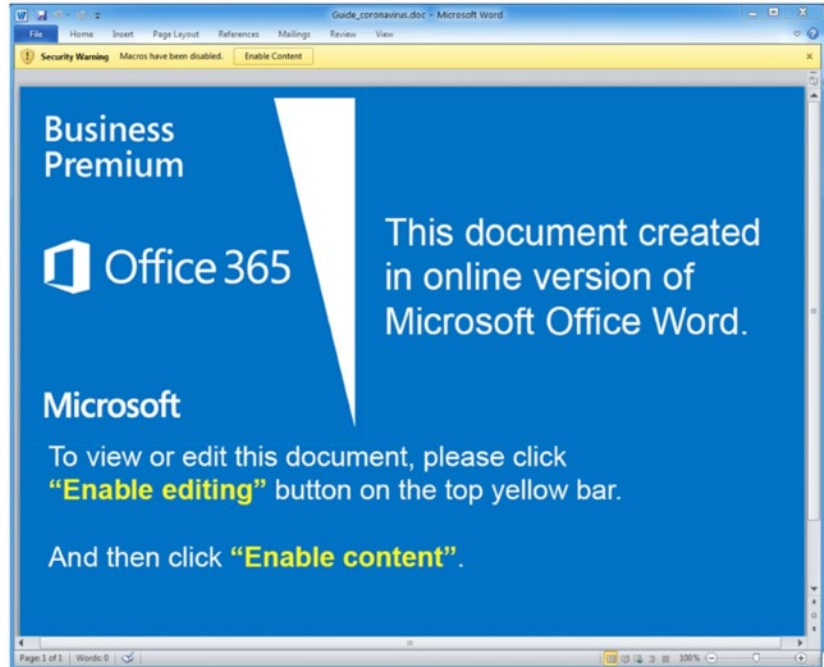 Guide_coronavirus.doc - Microsoft Word
File Home Insert Page Layout References Mailings Review View
Security Warning Macros have been disabled. Enable Content
Business
Premium
Office 365
This document created
in online version of
Microsoft Office Word.
Microsoft
To view or edit this document, please click
“Enable editing” button on the top yellow bar.
And then click “Enable content”.
Page: 1 of 1 Words: 0 100%